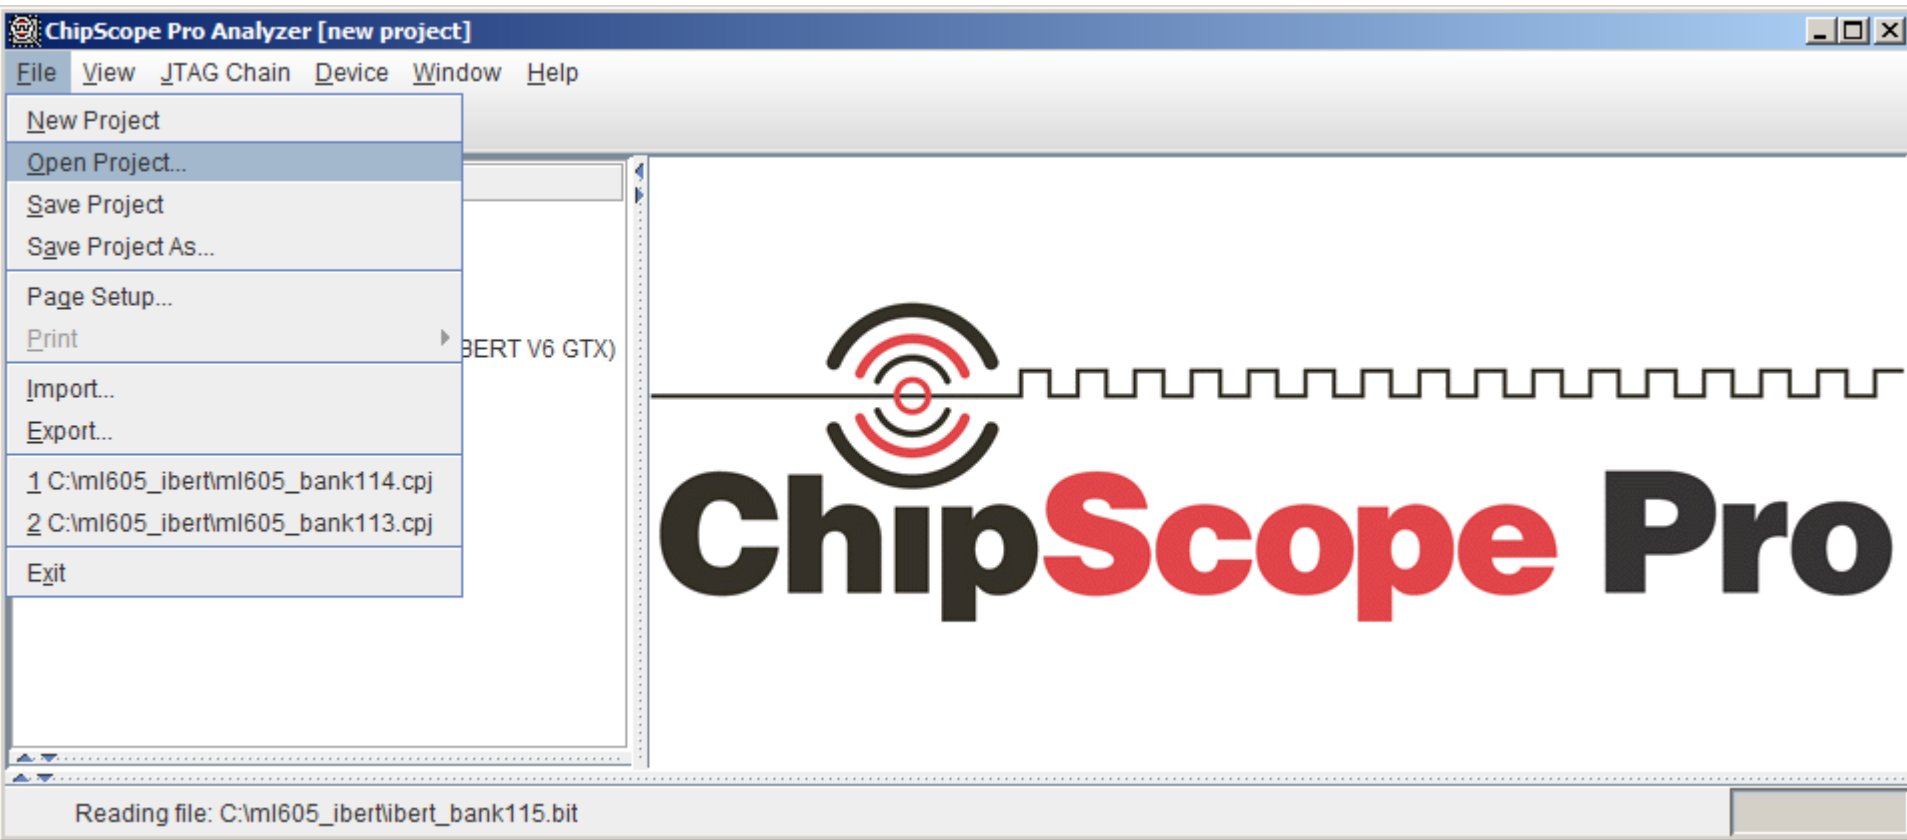 ChipScope Pro Analyzer [new project]
File View JTAG Chain Device Window Help
New Project
Open Project...
Save Project
Save Project As...
Page Setup...
Print
Import...
Export...
1 C:\ml605_ibert\ml605_bank114.cpj
2 C:\ml605_ibert\ml605_bank113.cpj
Exit
BERT V6 GTX)
ChipScope Pro
Reading file: C:\ml605_ibert\ibert_bank115.bit